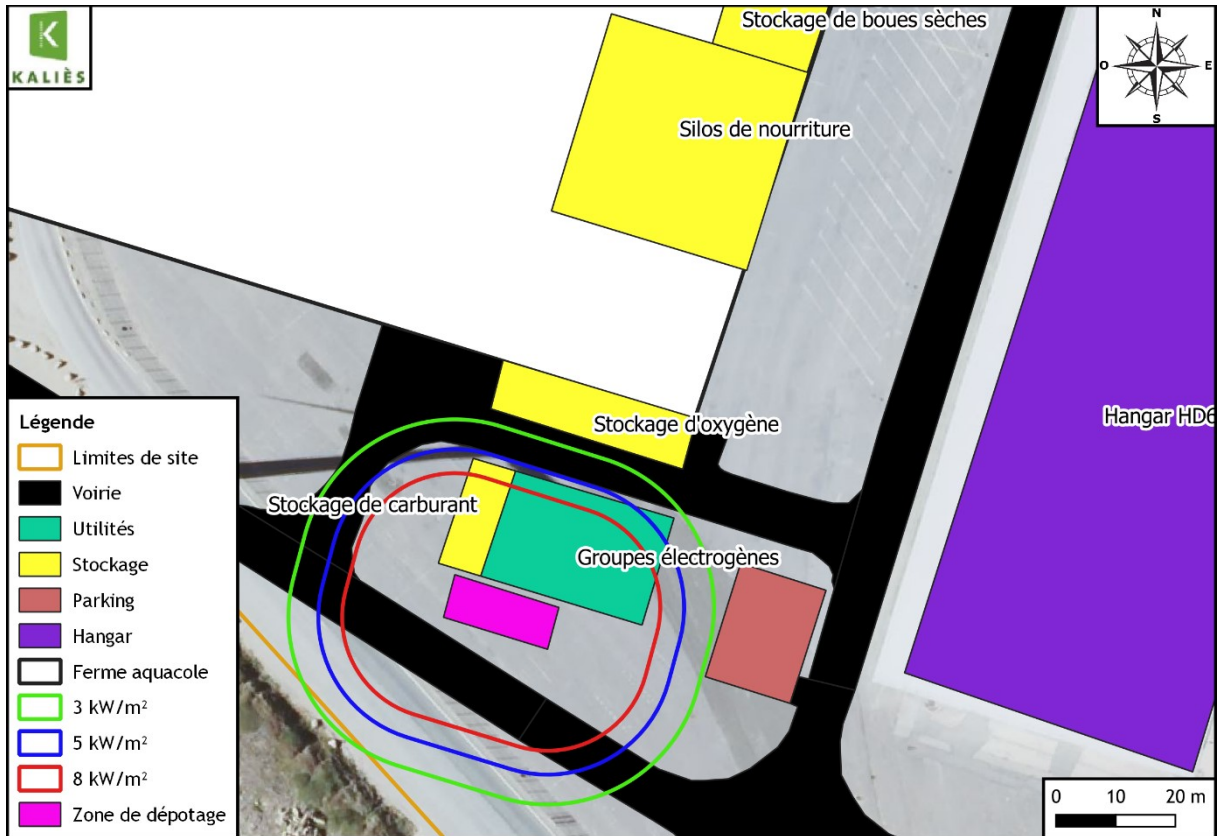 KALIÈS
Stockage de boues sèches
N
O
E
S
Silos de nourriture
Stockage d'oxygène
Hangar HD6
Stockage de carburant
Groupes électrogènes
Légende
Limites de site
Voirie
Utilités
Stockage
Parking
Hangar
Ferme aquacole
3 kW/m²
5 kW/m²
8 kW/m²
Zone de dépotage
0 10 20 m